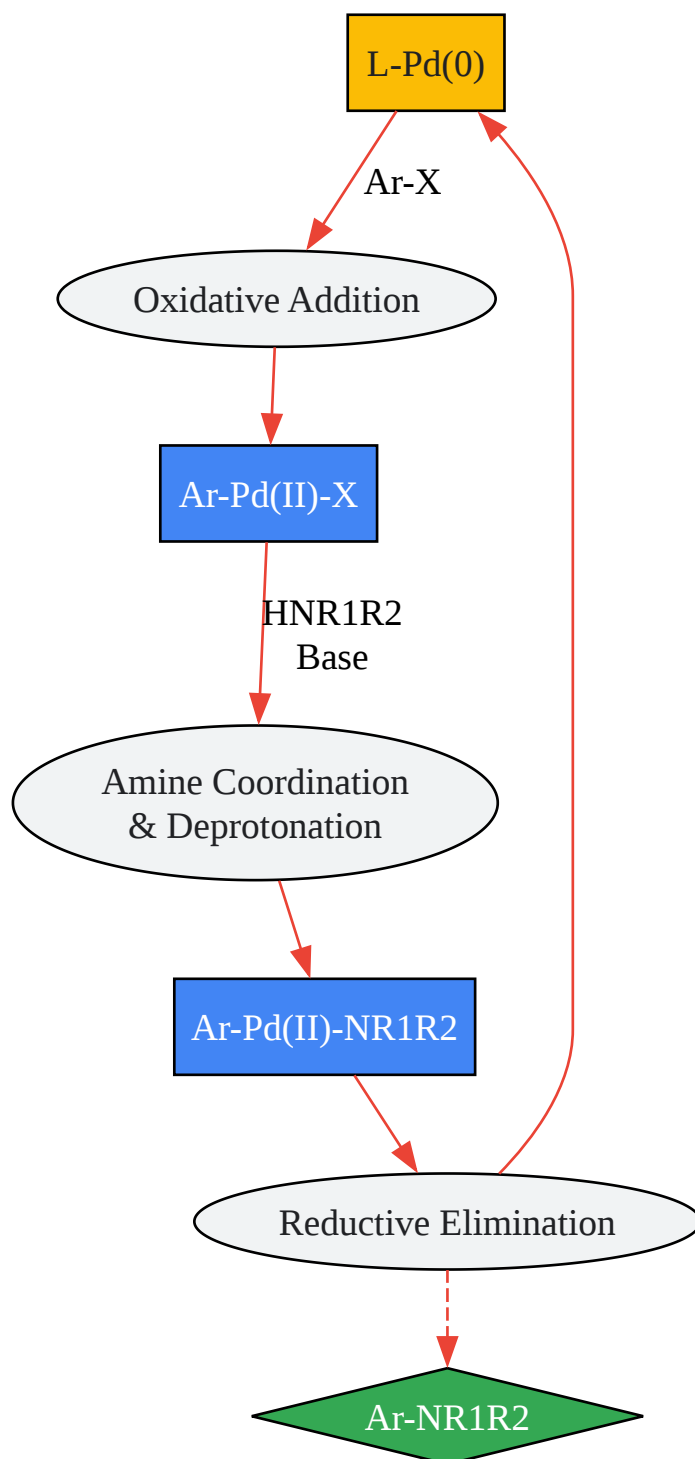 L-Pd(0)
Ar-X
Oxidative Addition
Ar-Pd(II)-X
HNR1R2
Base
Amine Coordination
& Deprotonation
Ar-Pd(II)-NR1R2
Reductive Elimination
Ar-NR1R2